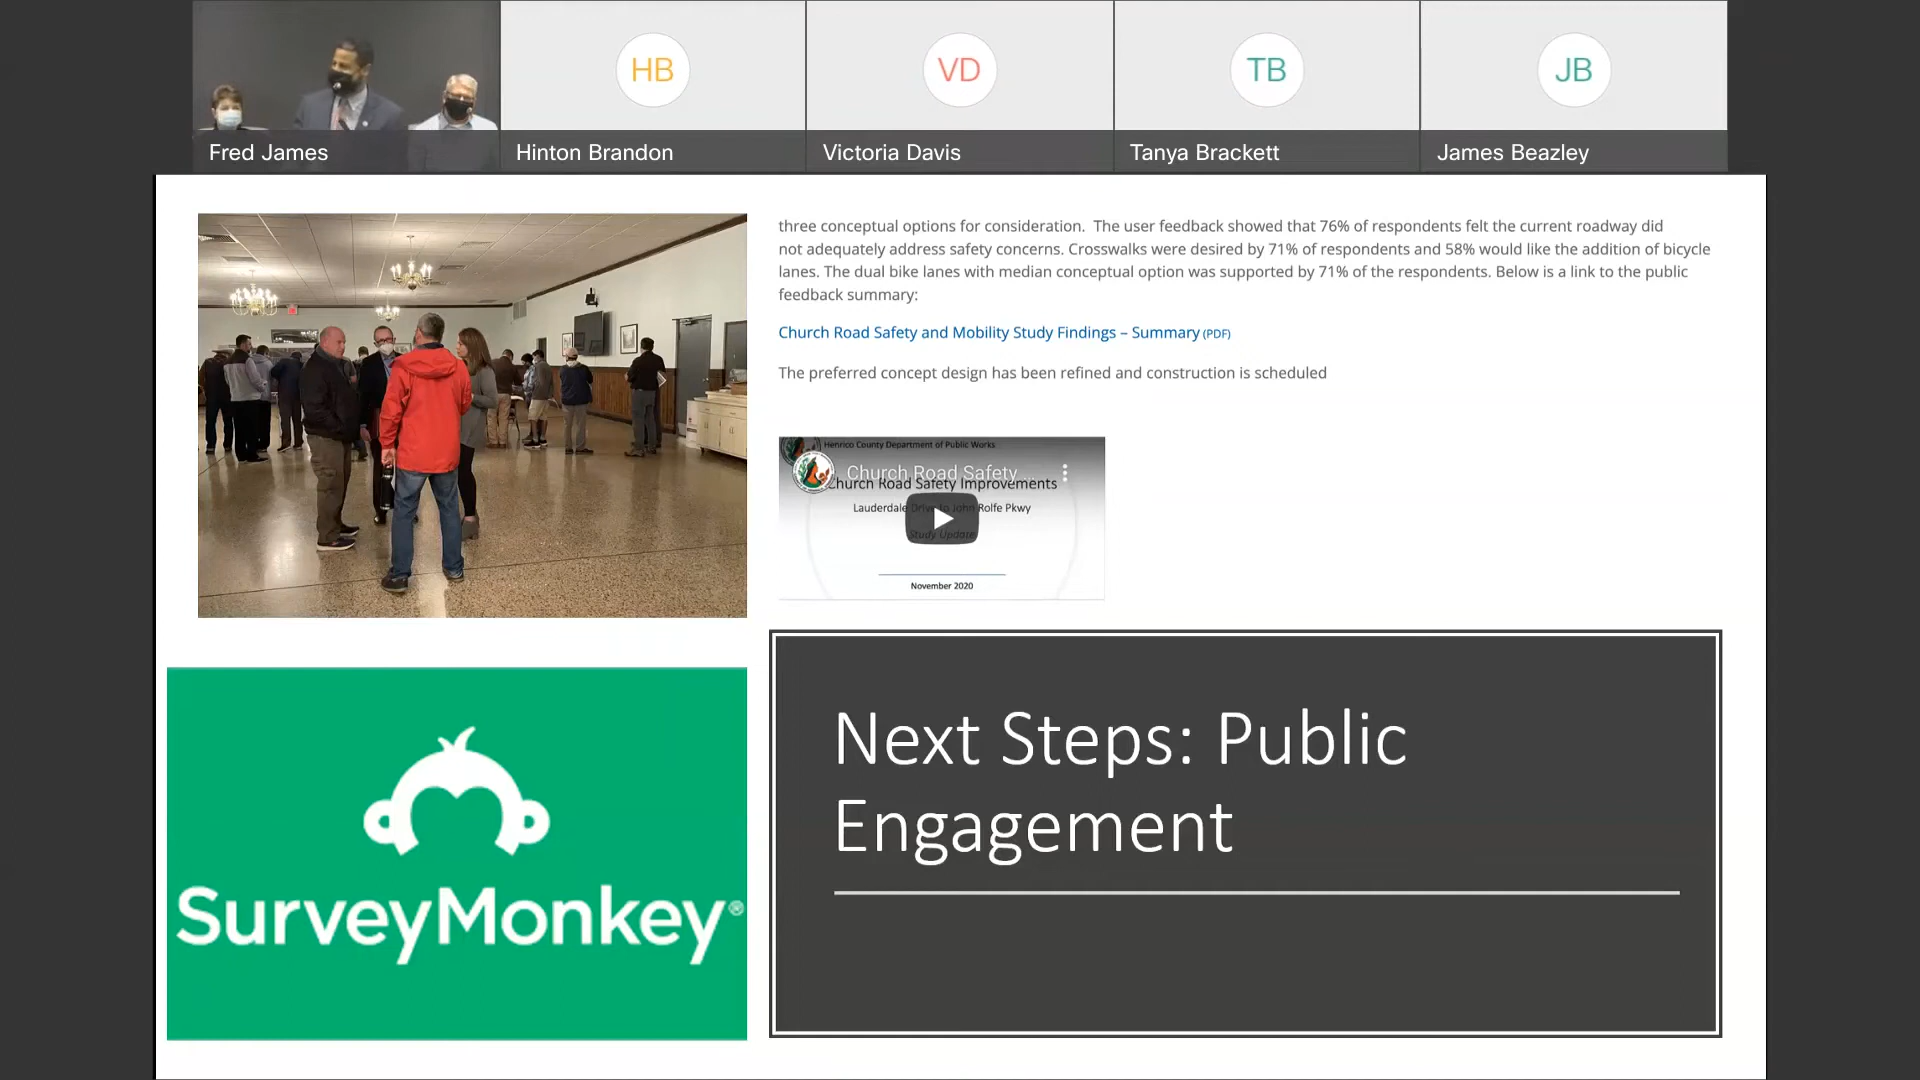 HB
VD
TB
JB
Fred James
Hinton Brandon
Victoria Davis
Tanya Brackett
James Beazley
three conceptual options for consideration. The user feedback showed that 76% of respondents felt the current roadway did
not adequately address safety concerns. Crosswalks were desired by 71% of respondents and 58% would like the addition of bicycle
lanes. The dual bike lanes with median conceptual option was supported by 71% of the respondents. Below is a link to the public
feedback summary:
Church Road Safety and Mobility Study Findings – Summary (PDF)
The preferred concept design has been refined and construction is scheduled
Henrico County Department of Public Works
Church Road Safety
Church Road Safety Improvements
Lauderdale Drive to John Rolfe Pkwy
Study Update
November 2020
SurveyMonkey®
Next Steps: Public
Engagement